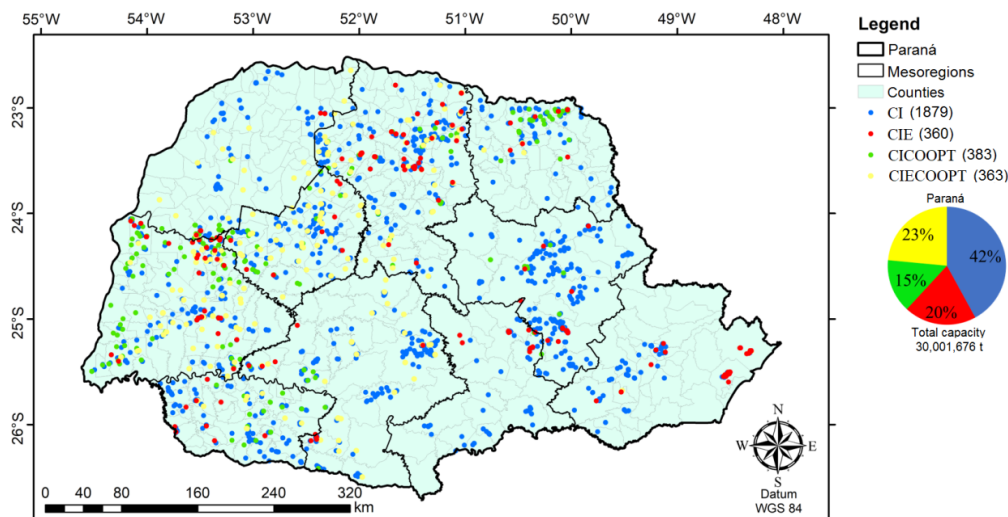 55°W 54°W 53°W 52°W 51°W 50°W 49°W 48°W
23°S
24°S
25°S
26°S
0 40 80 160 240 320
km
Legend
Paraná
Mesoregions
Counties
CI (1879)
CIE (360)
CICOOPT (383)
CIECOOPT (363)
Paraná
23%
42%
15%
20%
Total capacity
30,001,676 t
N
W E
S
Datum
WGS 84